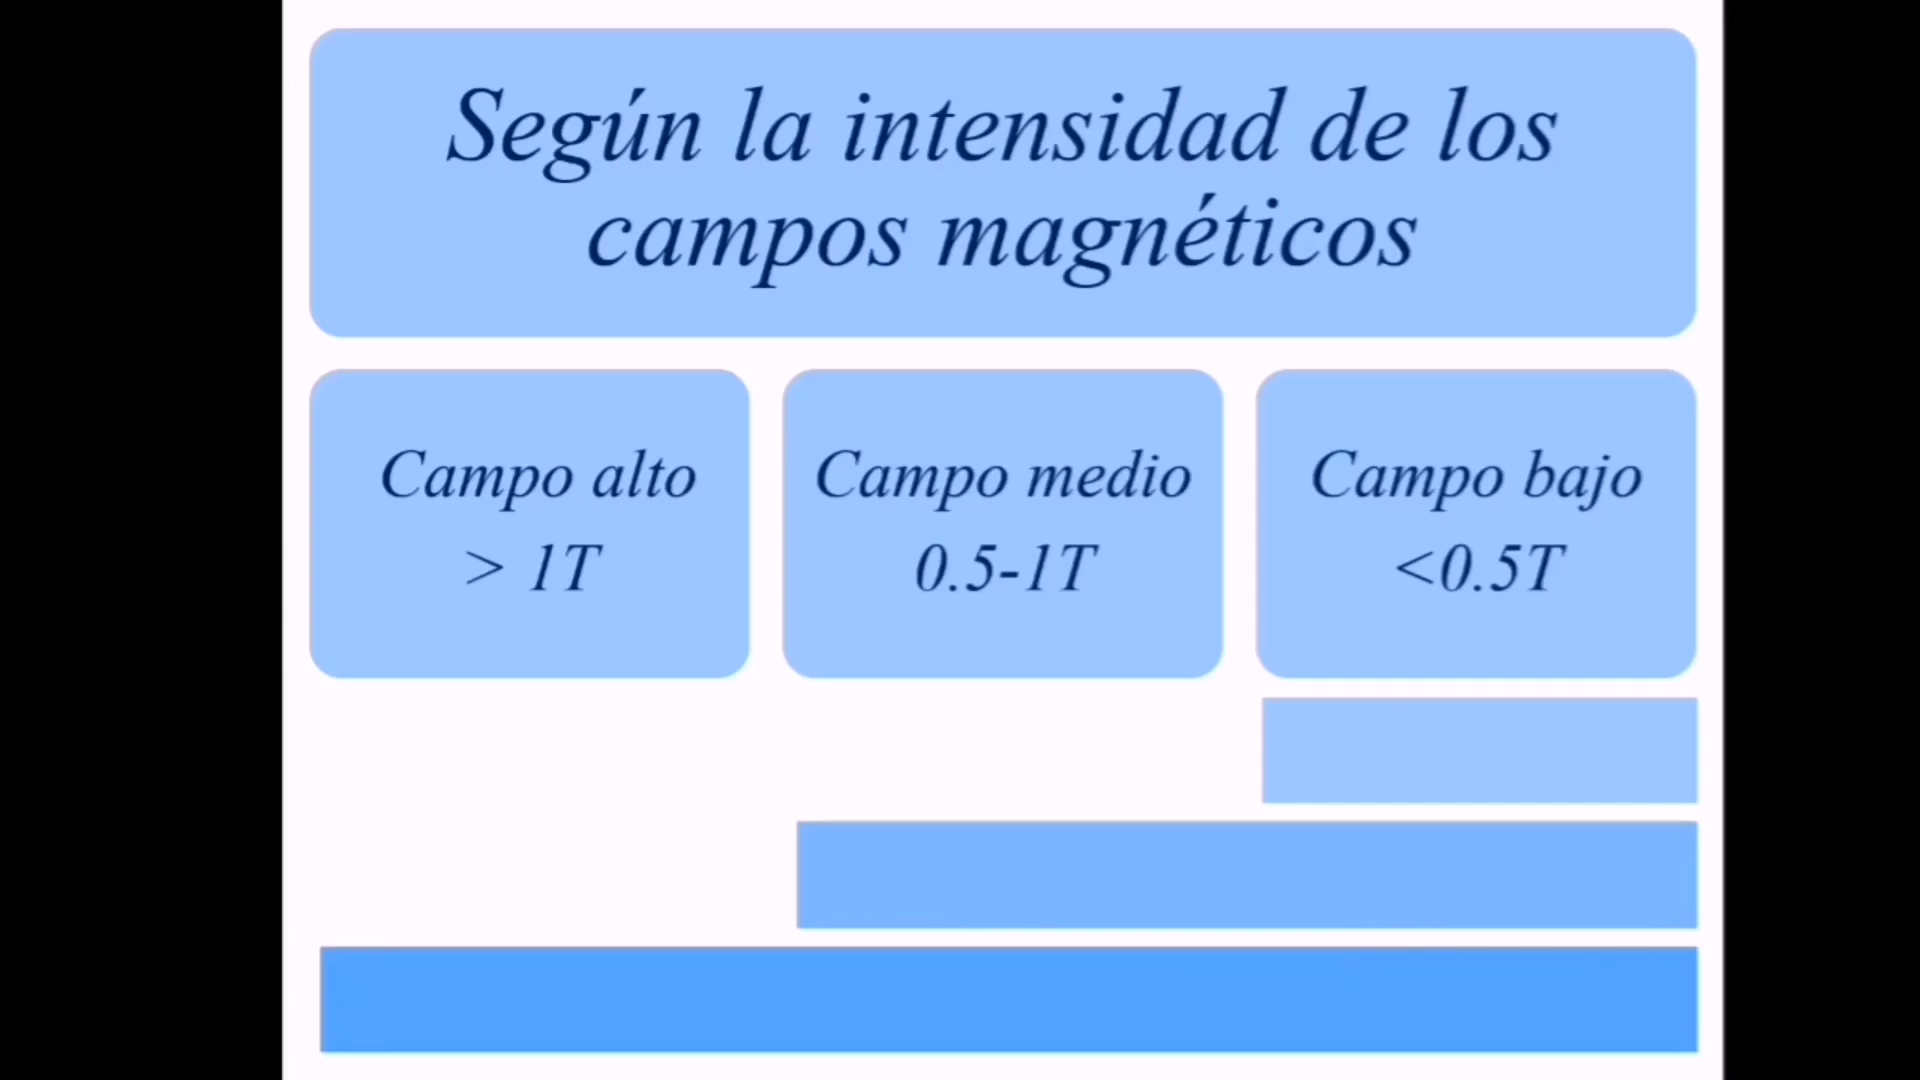 Según la intensidad de los
campos magnéticos
Campo alto
> 1T
Campo medio
0.5-1T
Campo bajo
<0.5T